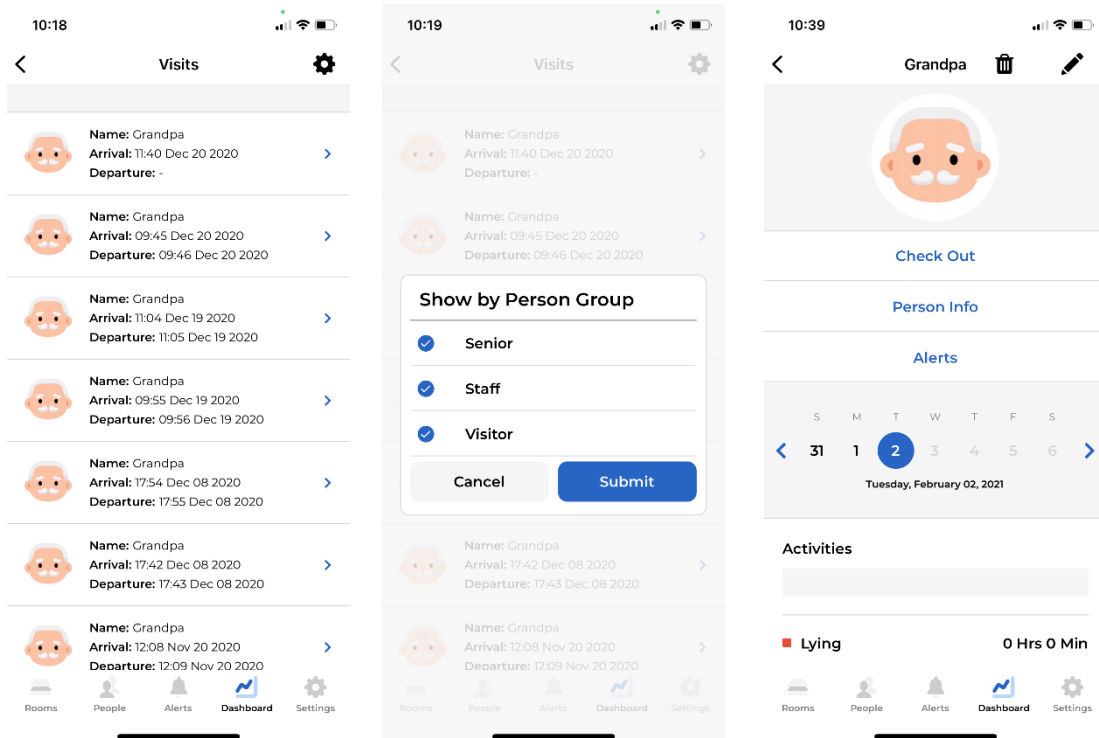 10:18
Visits
Name: Grandpa
Arrival: 11:40 Dec 20 2020
Departure: -
Name: Grandpa
Arrival: 09:45 Dec 20 2020
Departure: 09:46 Dec 20 2020
Name: Grandpa
Arrival: 11:04 Dec 19 2020
Departure: 11:05 Dec 19 2020
Name: Grandpa
Arrival: 09:55 Dec 19 2020
Departure: 09:56 Dec 19 2020
Name: Grandpa
Arrival: 17:54 Dec 08 2020
Departure: 17:55 Dec 08 2020
Name: Grandpa
Arrival: 17:42 Dec 08 2020
Departure: 17:43 Dec 08 2020
Name: Grandpa
Arrival: 12:08 Nov 20 2020
Departure: 12:09 Nov 20 2020
Rooms People Alerts Dashboard Settings
10:19
Visits
Name: Grandpa
Arrival: 11:40 Dec 20 2020
Departure: -
Name: Grandpa
Arrival: 09:45 Dec 20 2020
Departure: 09:46 Dec 20 2020
Show by Person Group
Senior
Staff
Visitor
Cancel Submit
Name: Grandpa
Arrival: 17:42 Dec 08 2020
Departure: 17:43 Dec 08 2020
Name: Grandpa
Arrival: 12:08 Nov 20 2020
Departure: 12:09 Nov 20 2020
Rooms People Alerts Dashboard Settings
10:39
Grandpa
Check Out
Person Info
Alerts
S M T W T F S
31 1 2 3 4 5 6
Tuesday, February 02, 2021
Activities
Lying 0 Hrs 0 Min
Rooms People Alerts Dashboard Settings